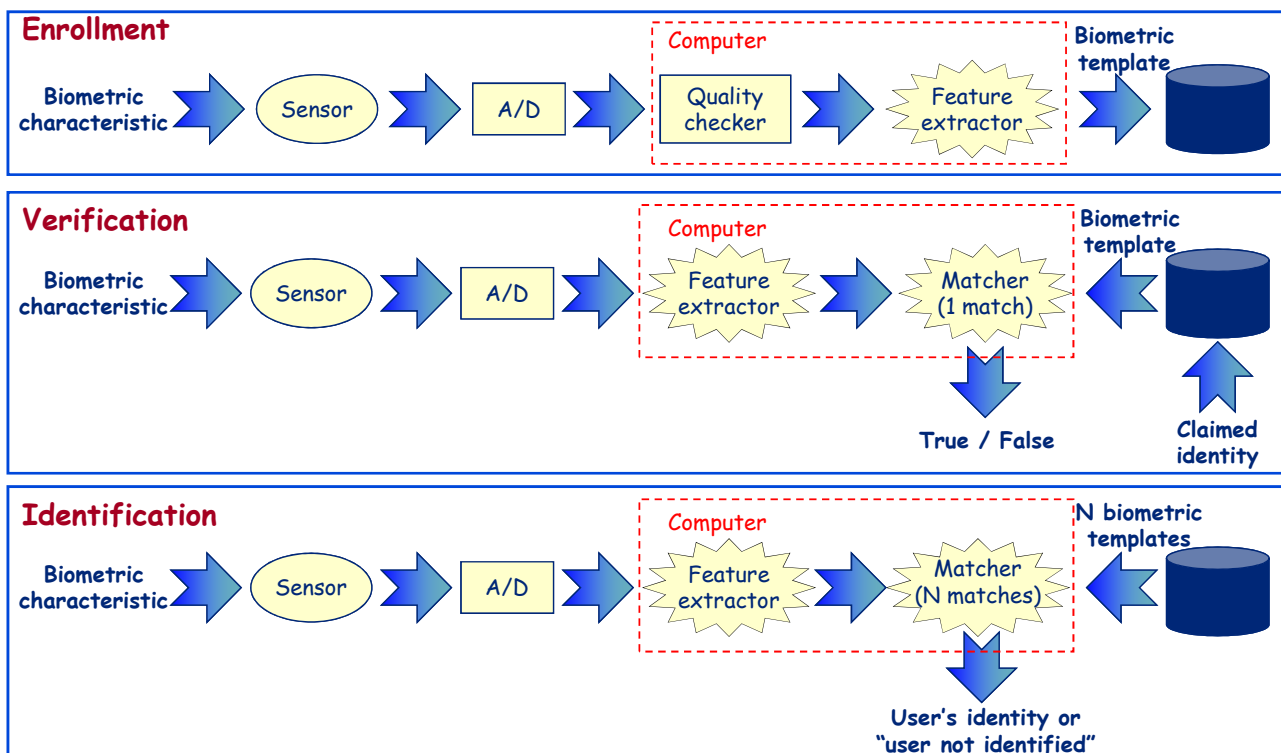 Enrollment
Computer
Biometric
template
Biometric
characteristic
Sensor
A/D
Quality
checker
Feature
extractor
Verification
Computer
Biometric
template
Biometric
characteristic
Sensor
A/D
Feature
extractor
Matcher
(1 match)
True / False
Claimed
identity
Identification
Computer
N biometric
templates
Biometric
characteristic
Sensor
A/D
Feature
extractor
Matcher
(N matches)
User’s identity or
“user not identified”